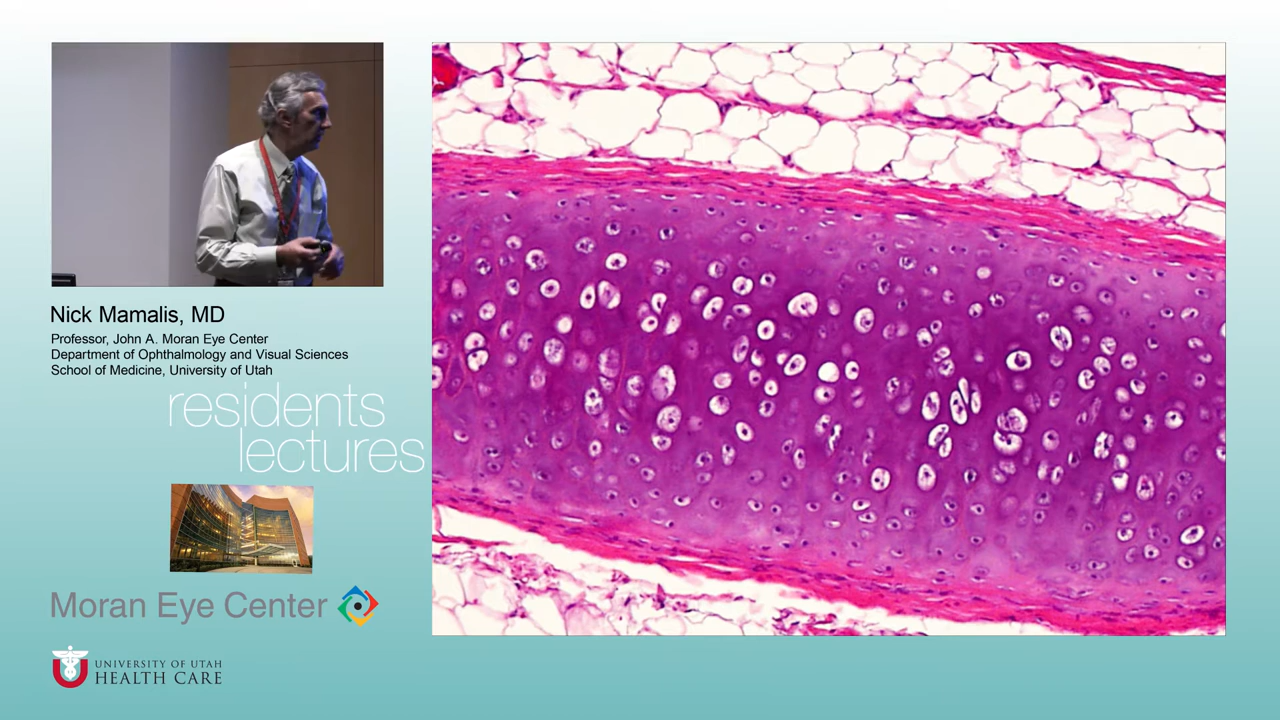 Nick Mamalis, MD
Professor, John A. Moran Eye Center
Department of Ophthalmology and Visual Sciences
School of Medicine, University of Utah
residents
lectures
Moran Eye Center
UNIVERSITY OF UTAH
HEALTH CARE